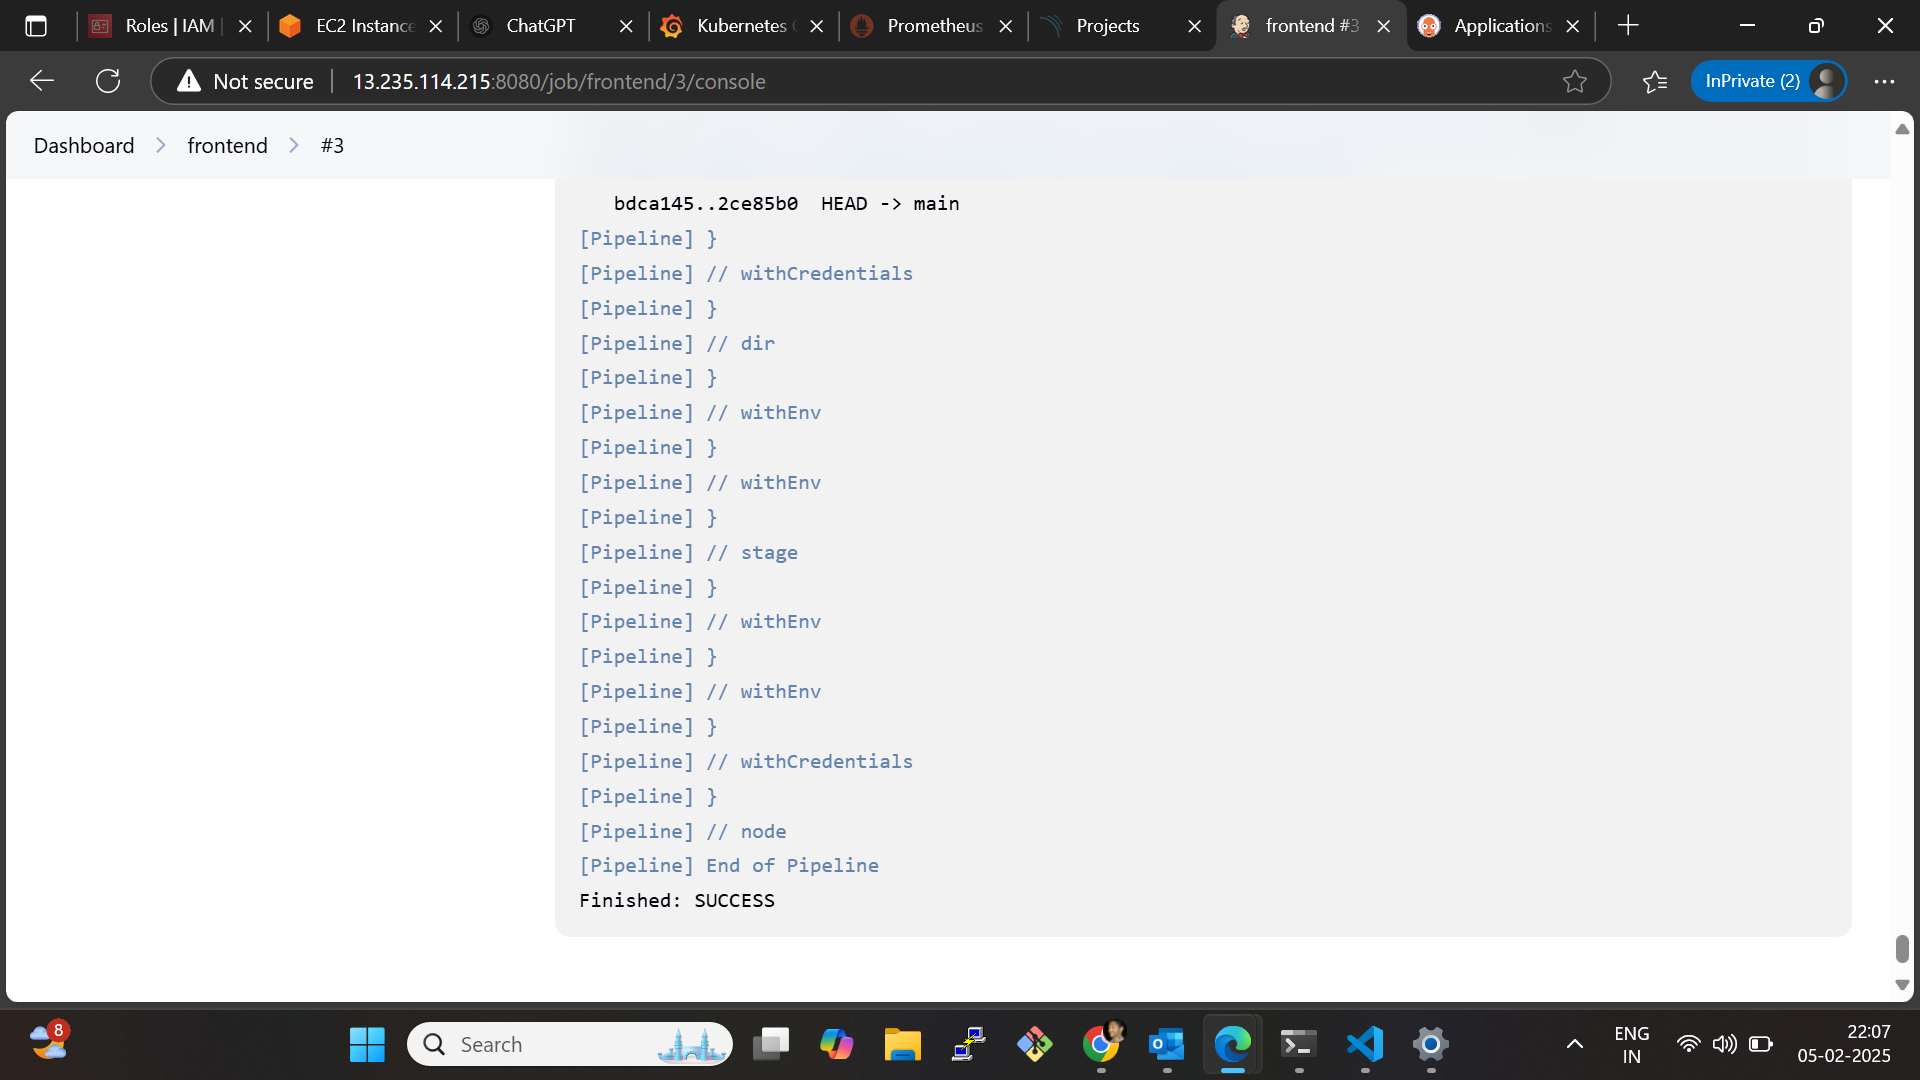 Roles | IAM
EC2 Instance
ChatGPT
Kubernetes
Prometheus
Projects
frontend #3
Applications
Not secure
13.235.114.215:8080/job/frontend/3/console
InPrivate (2)
Dashboard
frontend
#3
bdca145..2ce85b0  HEAD -> main
[Pipeline] }
[Pipeline] // withCredentials
[Pipeline] }
[Pipeline] // dir
[Pipeline] }
[Pipeline] // withEnv
[Pipeline] }
[Pipeline] // withEnv
[Pipeline] }
[Pipeline] // stage
[Pipeline] }
[Pipeline] // withEnv
[Pipeline] }
[Pipeline] // withEnv
[Pipeline] }
[Pipeline] // withCredentials
[Pipeline] }
[Pipeline] // node
[Pipeline] End of Pipeline
Finished: SUCCESS
8
Search
ENG
IN
22:07
05-02-2025